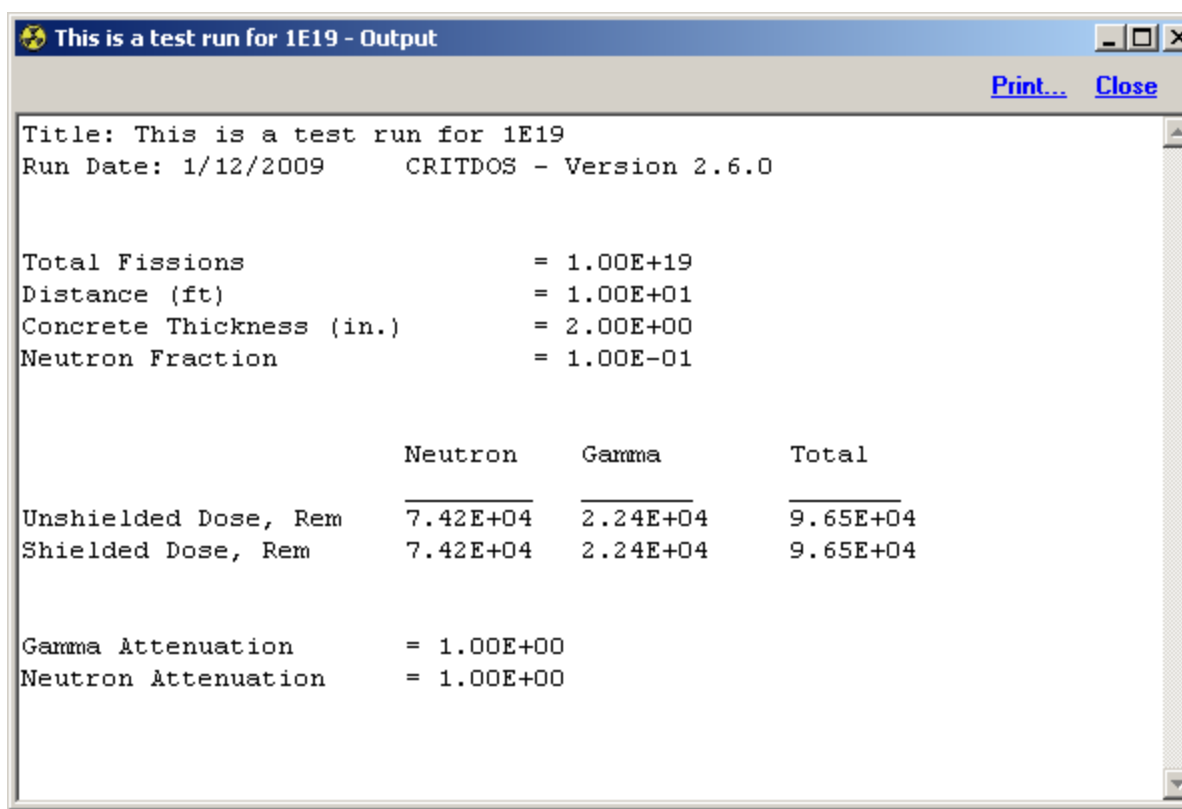 This is a test run for 1E19 - Output
Print... Close
Title: This is a test run for 1E19
Run Date: 1/12/2009 CRITDOS - Version 2.6.0
Total Fissions = 1.00E+19
Distance (ft) = 1.00E+01
Concrete Thickness (in.) = 2.00E+00
Neutron Fraction = 1.00E-01
Neutron Gamma Total
Unshielded Dose, Rem 7.42E+04 2.24E+04 9.65E+04
Shielded Dose, Rem 7.42E+04 2.24E+04 9.65E+04
Gamma Attenuation = 1.00E+00
Neutron Attenuation = 1.00E+00